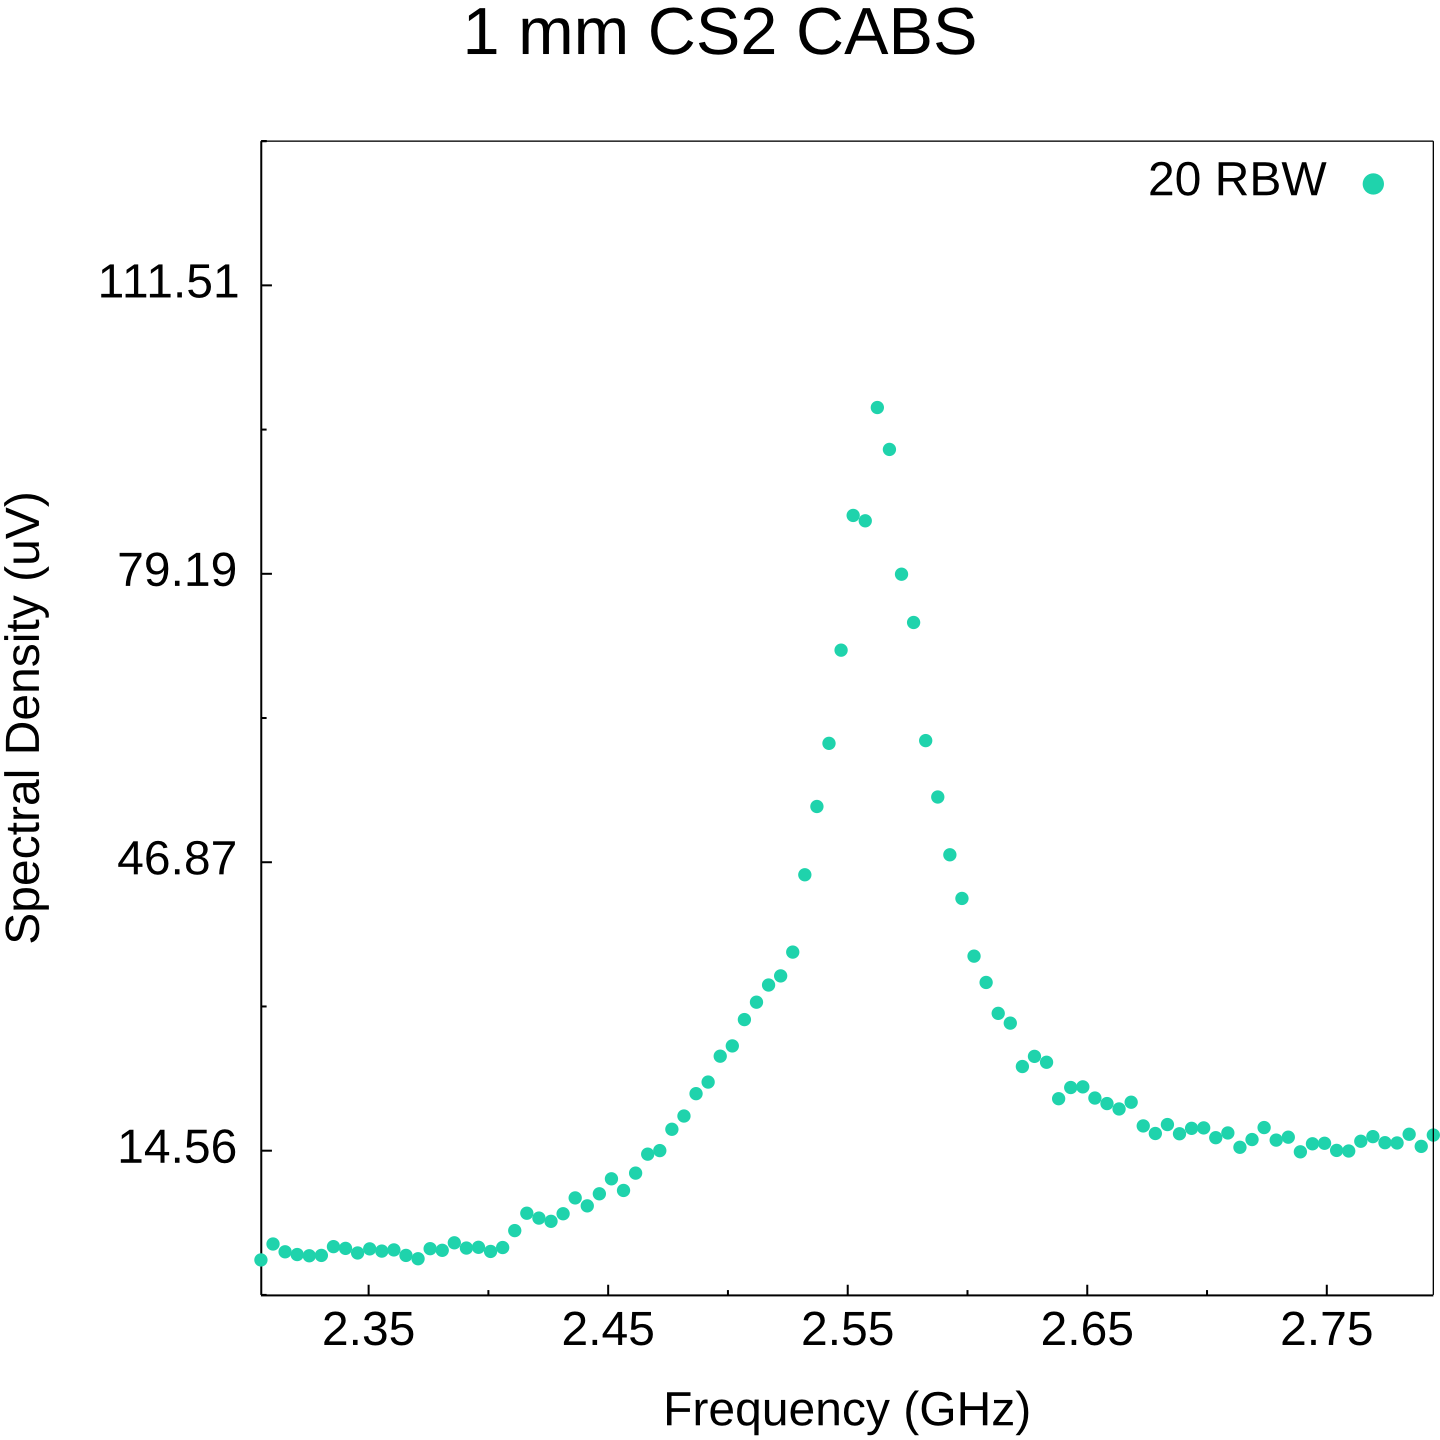 1 mm CS2 CABS
20 RBW
111.51
79.19
46.87
14.56
Spectral Density (uV)
2.35 2.45 2.55 2.65 2.75
Frequency (GHz)